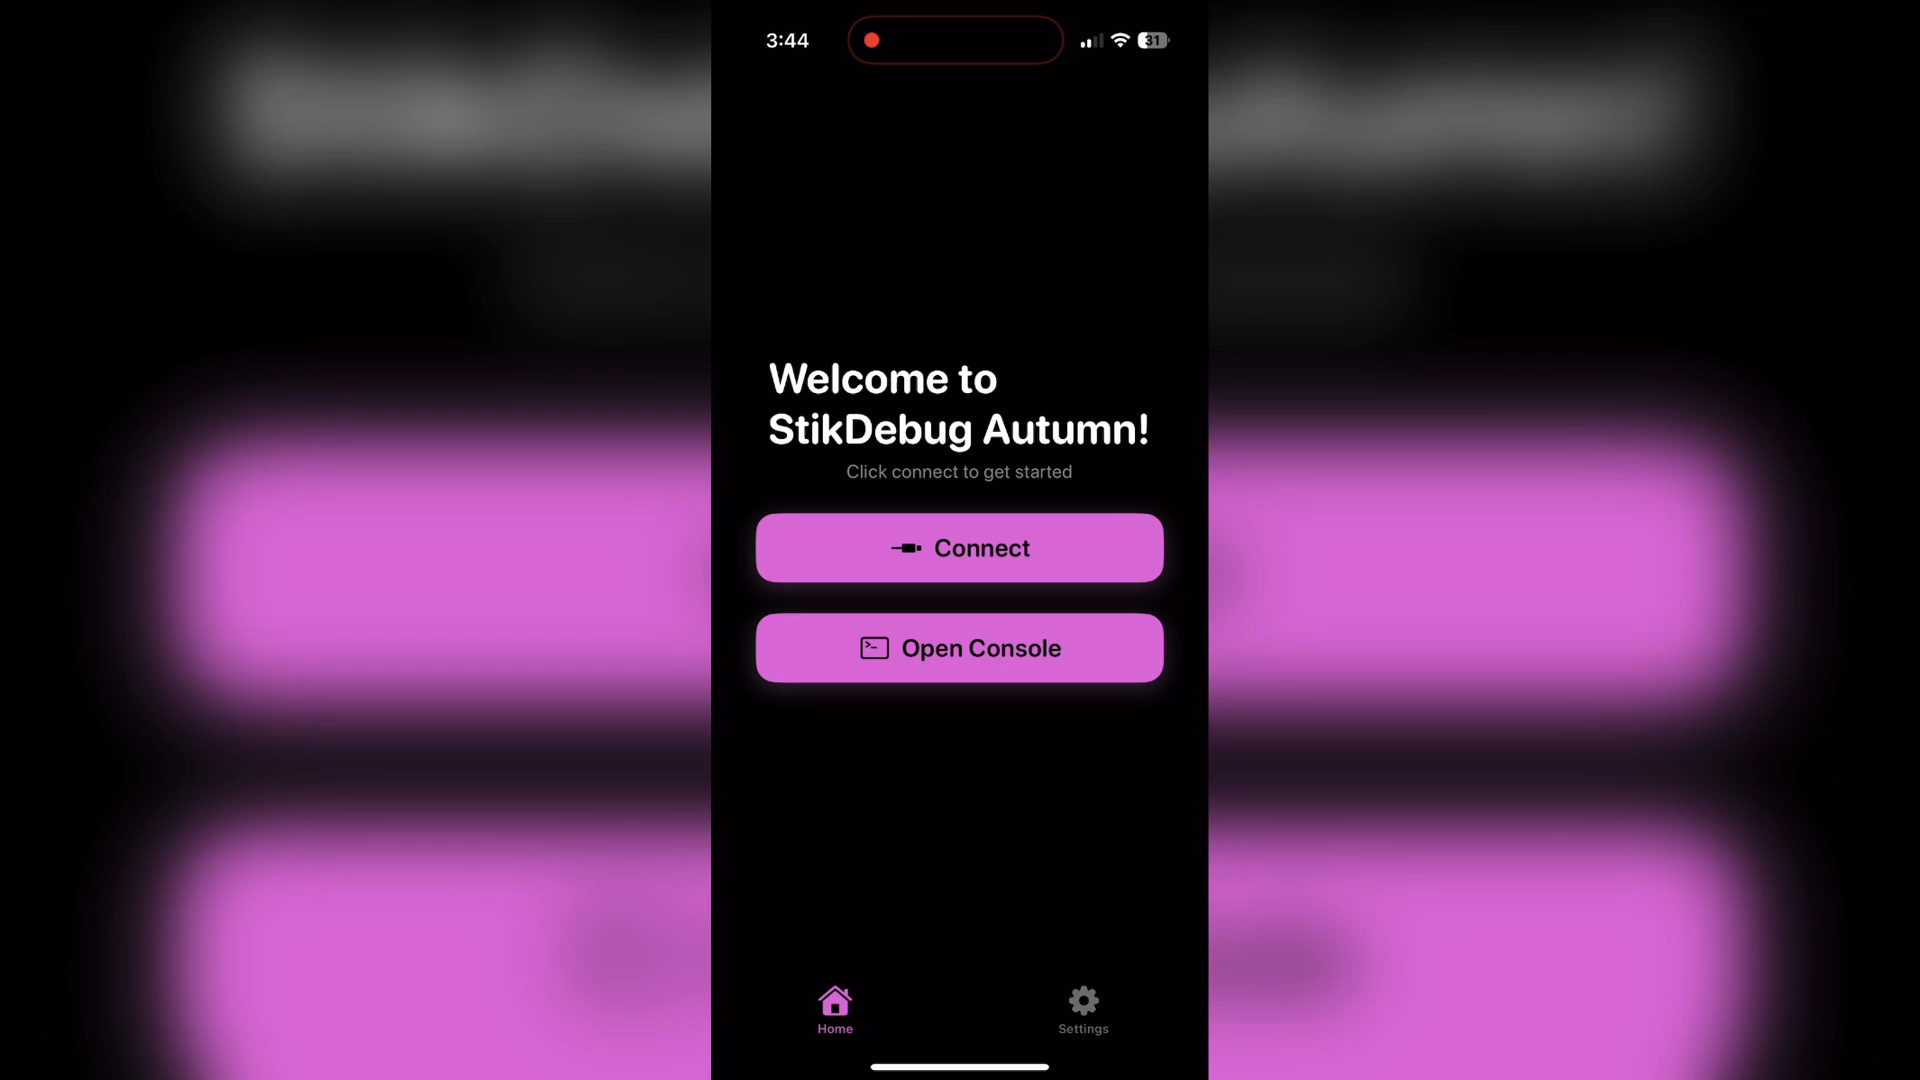 3:44
31
Welcome to
StikDebug Autumn!
Click connect to get started
Connect
Open Console
Home
Settings